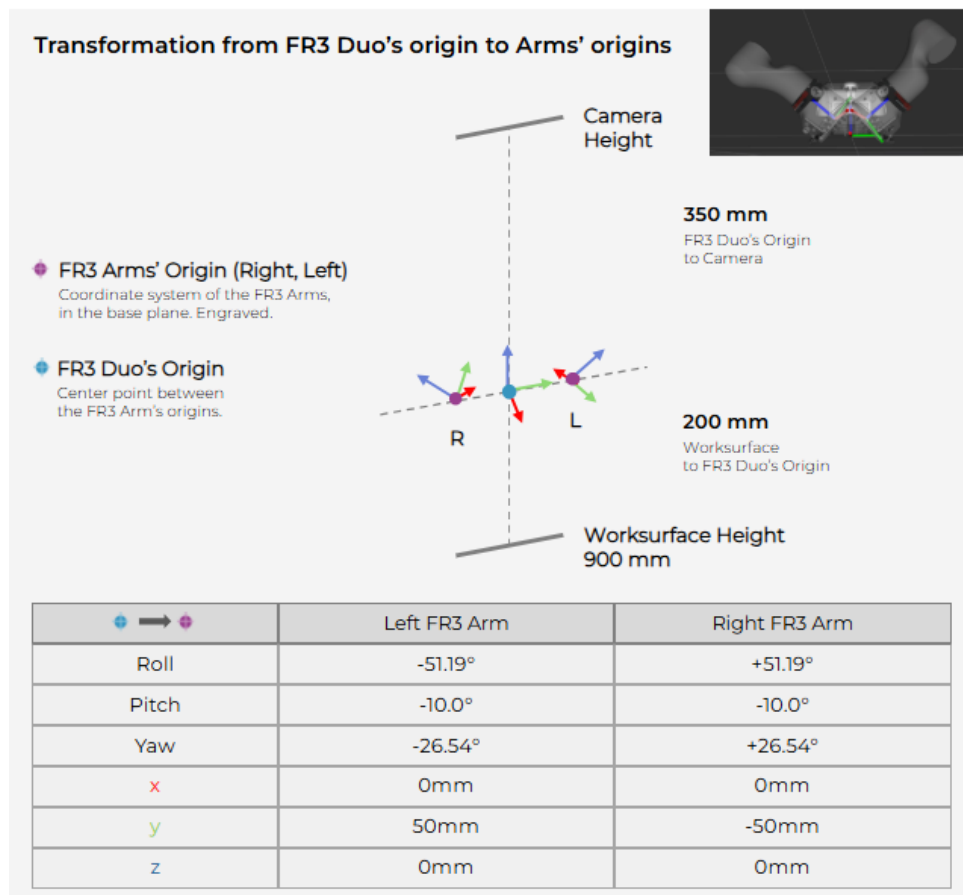 Transformation from FR3 Duo's origin to Arms' origins
Camera
Height
350 mm
FR3 Duo's Origin
to Camera
FR3 Arms' Origin (Right, Left)
Coordinate system of the FR3 Arms,
in the base plane. Engraved.
FR3 Duo's Origin
Center point between
the FR3 Arm's origins.
R
L
200 mm
Worksurface
to FR3 Duo's Origin
Worksurface Height
900 mm
Left FR3 Arm Right FR3 Arm
Roll -51.19° +51.19°
Pitch -10.0° -10.0°
Yaw -26.54° +26.54°
x 0mm 0mm
y 50mm -50mm
z 0mm 0mm